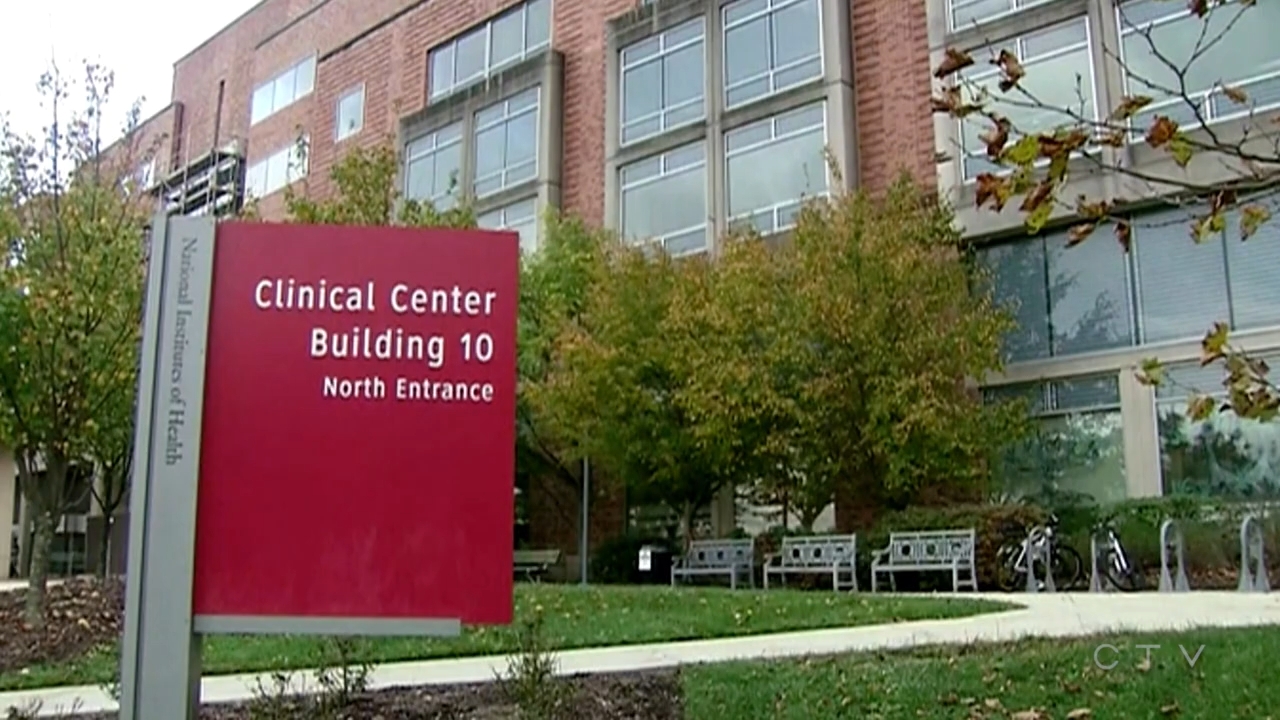 National Institutes of Health
Clinical Center
Building 10
North Entrance
CTV